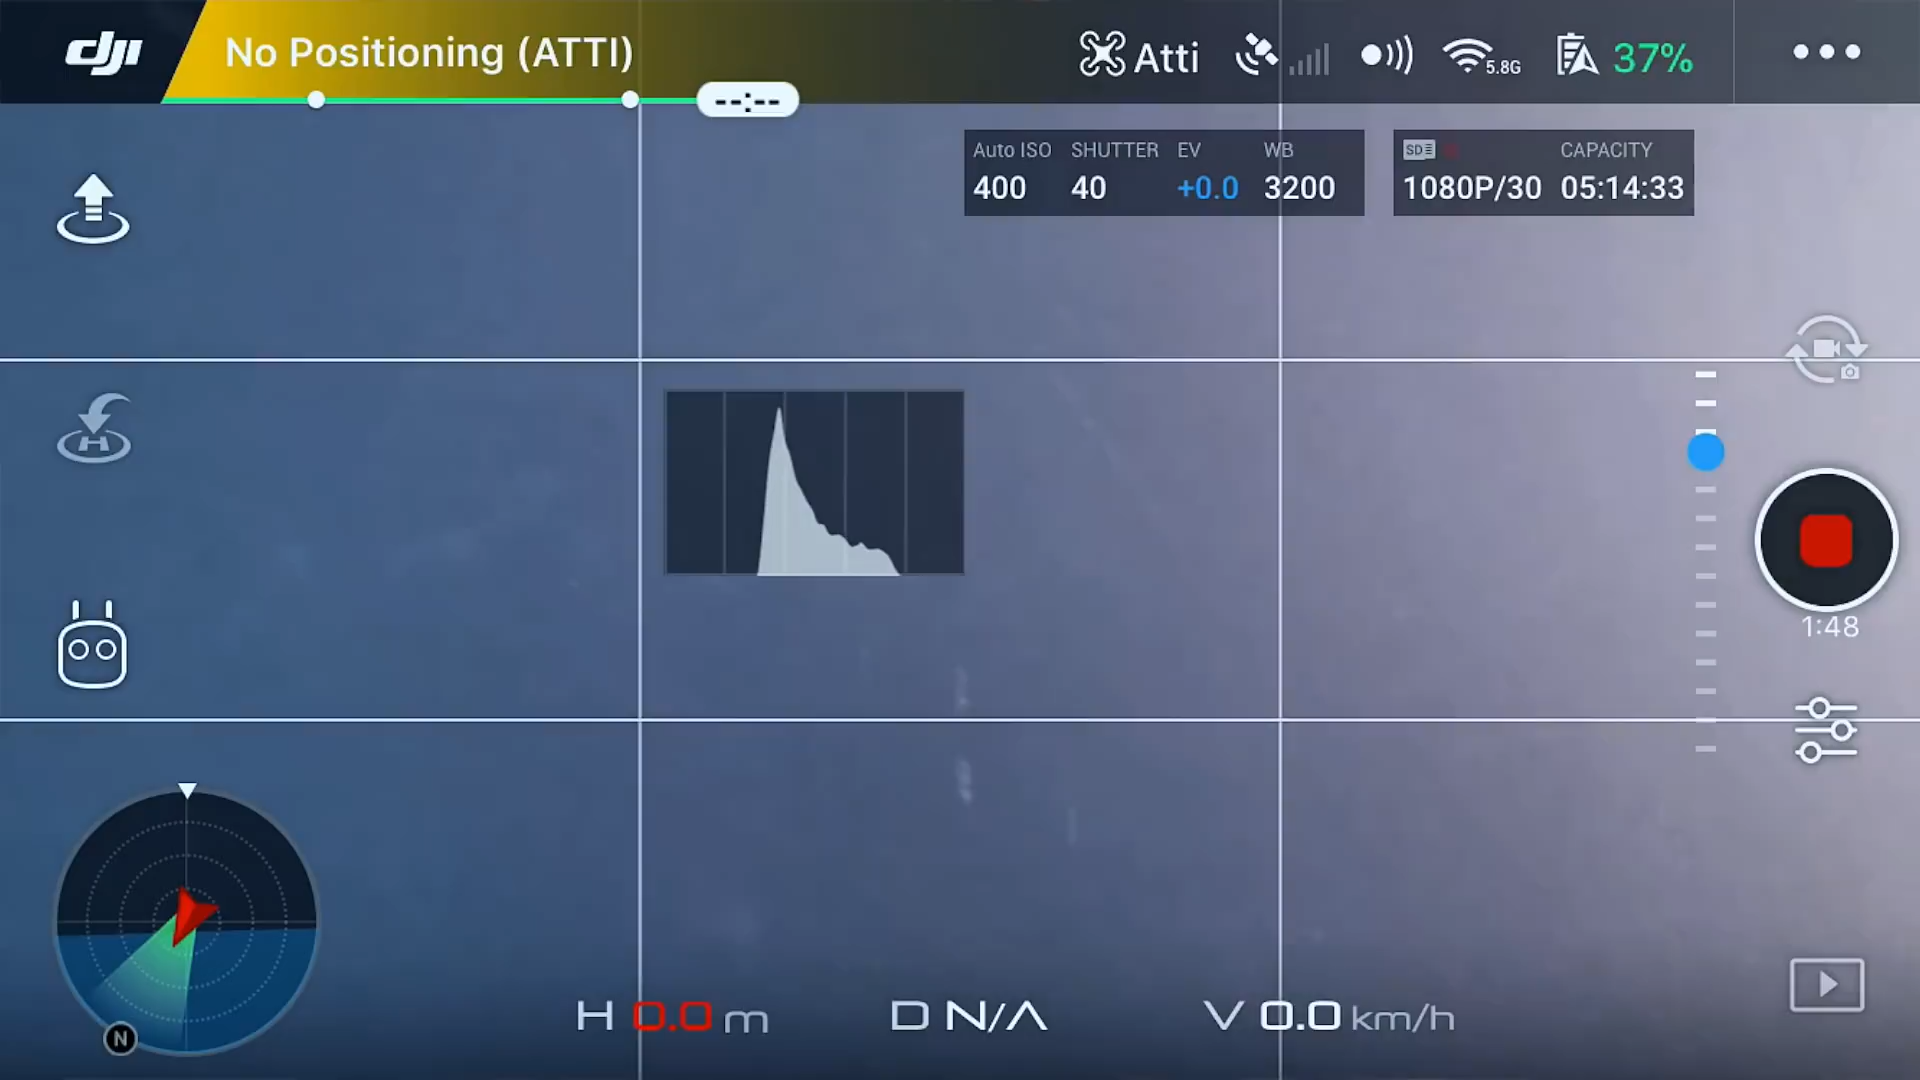 dji
No Positioning (ATTI)
Atti
5.8G
37%
--:--
Auto ISO SHUTTER EV WB
400 40 +0.0 3200
SD CAPACITY
1080P/30 05:14:33
H
1:48
N
H 0.0 m D N/A V 0.0 km/h